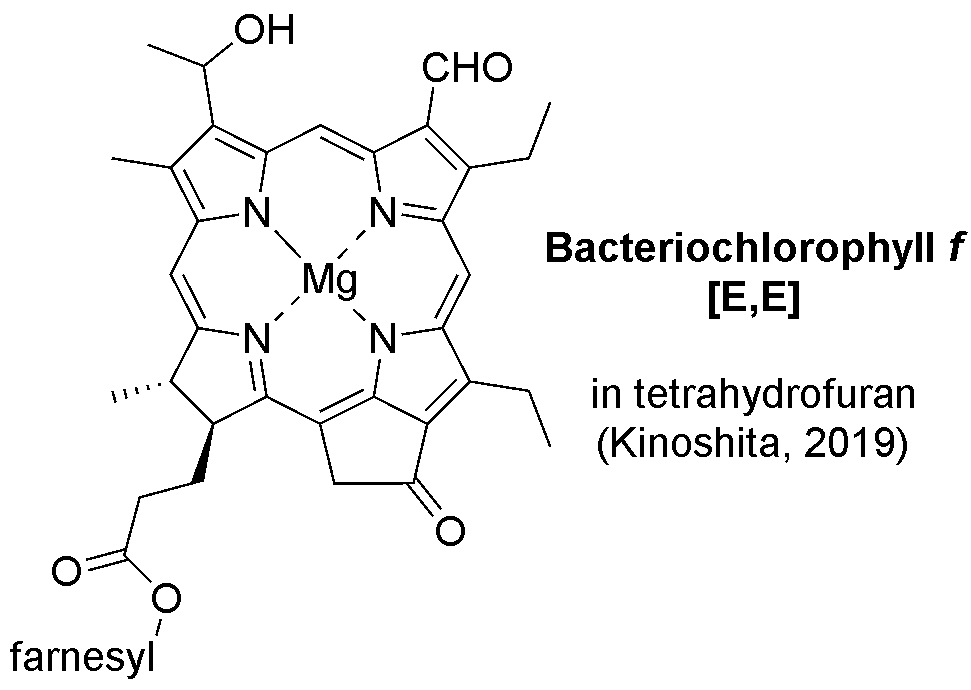 OH
CHO
N
N
Bacteriochlorophyll f
[E,E]
Mg
N
N
in tetrahydrofuran
(Kinoshita, 2019)
O
O
O
farnesyl